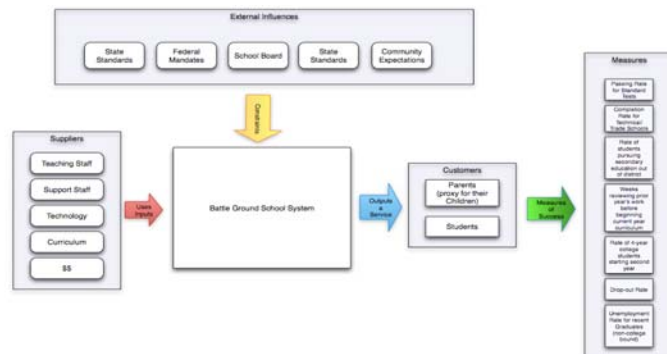 External Influences
State
Standards
Federal
Mandates
School Board
State
Standards
Community
Expectations
Constrains
Suppliers
Teaching Staff
Support Staff
Technology
Curriculum
$$
Uses
Inputs
Battle Ground School System
Outputs
a Service
Customers
Parents
(proxy for their
Children)
Students
Measures of
Success
Measures
Passing Rate
for Standard
Tests
Completion
Rate for
Technical/
Trade Schools
Rate of
students
pursuing
secondary
education out of
district
Weeks
reviewing prior
year's work
before
beginning
current year
curriculum
Rate of 4-year
college
students
starting second
year
Drop-out Rate
Unemployment
Rate for recent
Graduates
(non-college
bound)